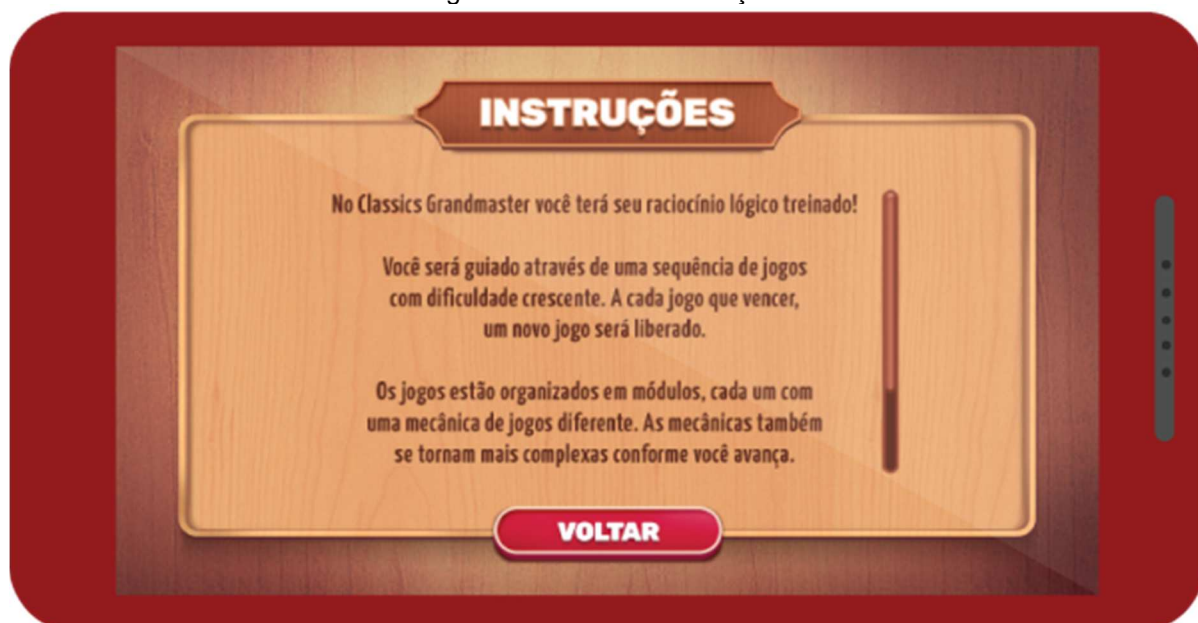 INSTRUÇÕES
No Classics Grandmaster você terá seu raciocínio lógico treinado!
Você será guiado através de uma sequência de jogos
com dificuldade crescente. A cada jogo que vencer,
um novo jogo será liberado.
Os jogos estão organizados em módulos, cada um com
uma mecânica de jogos diferente. As mecânicas também
se tornam mais complexas conforme você avança.
VOLTAR